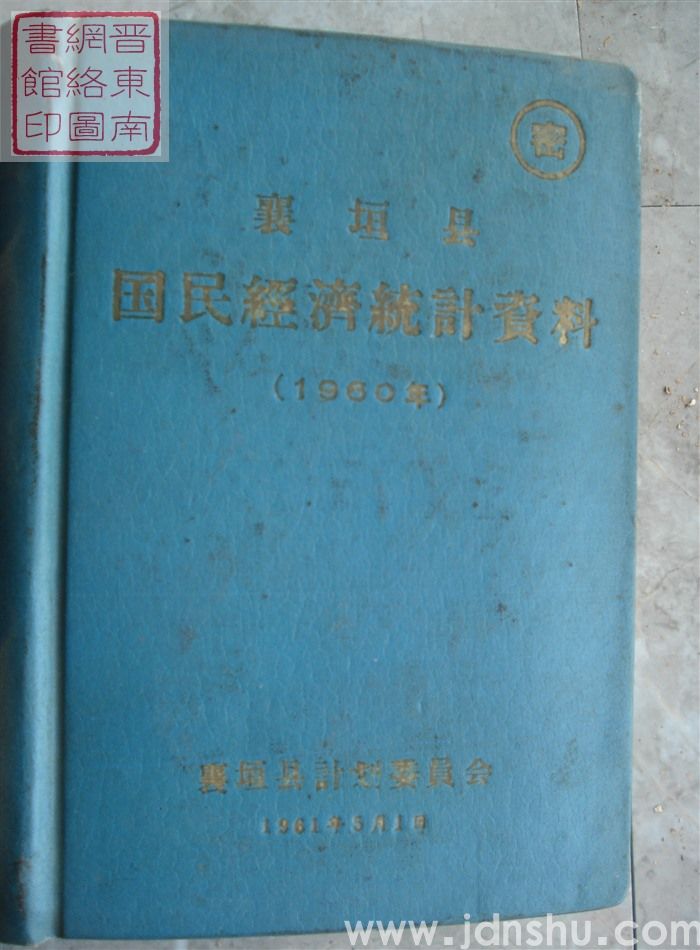 晋東南
網絡圖
書館印
密
襄垣县
国民經濟統計資料
(1960年)
襄垣县計划委員会
1961年5月1日
www.jdnshu.com